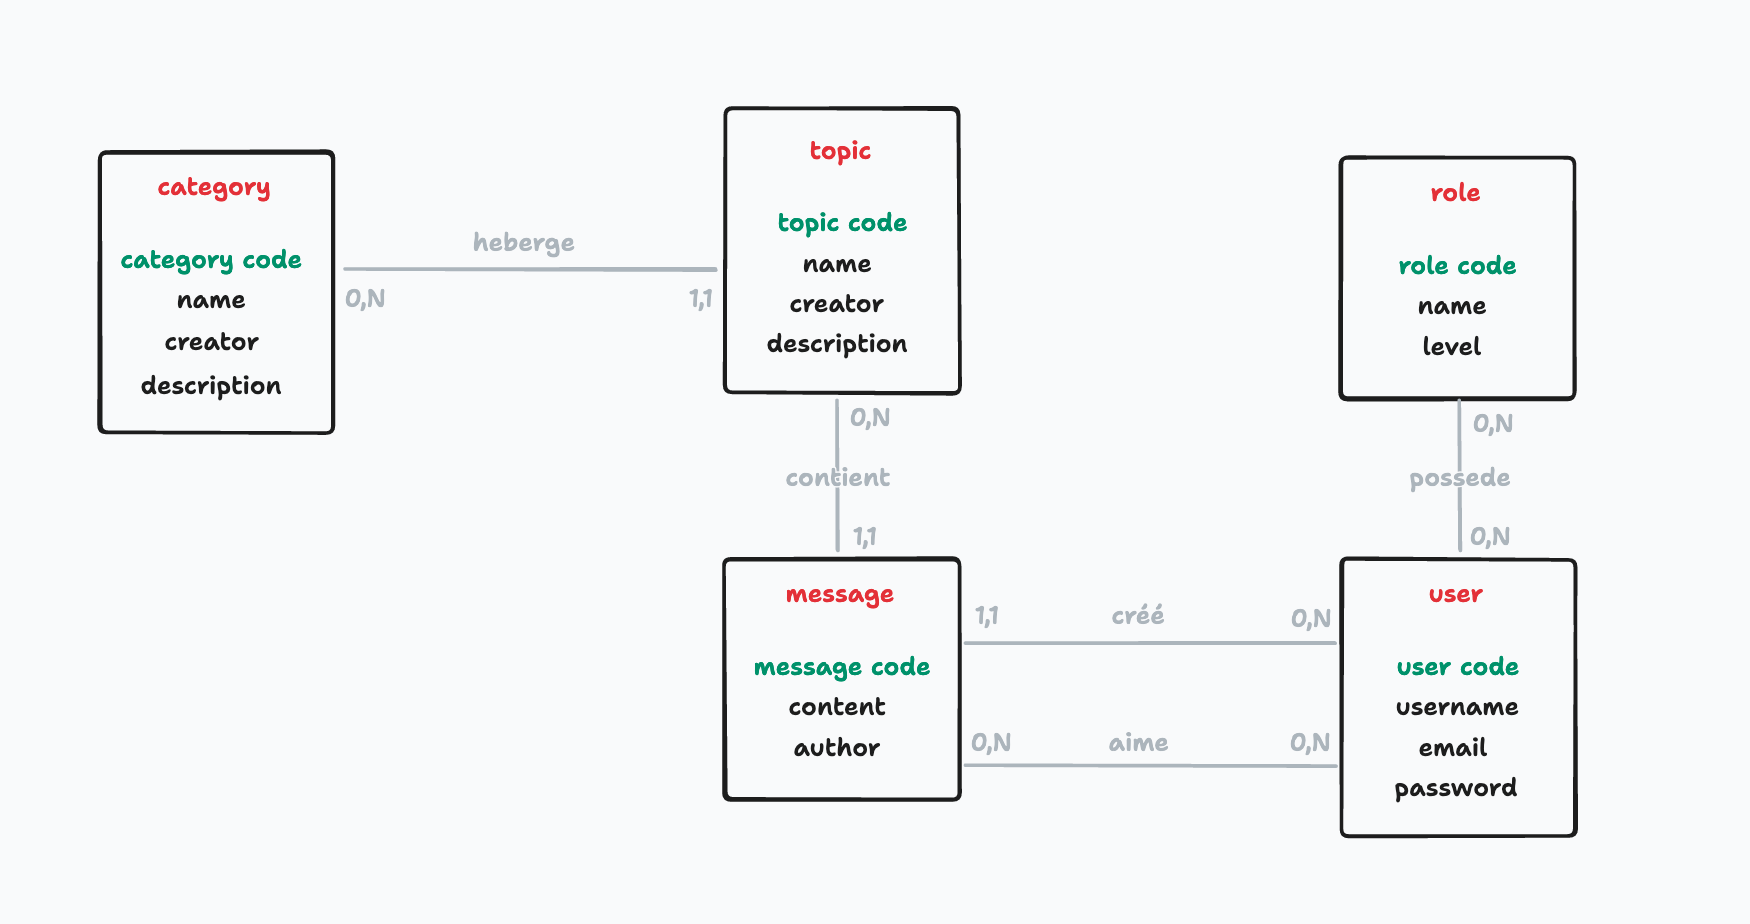 category
category code
name
creator
description
heberge
0,N
1,1
topic
topic code
name
creator
description
role
role code
name
level
0,N
contient
1,1
0,N
possede
0,N
message
message code
content
author
1,1
créé
0,N
0,N
aime
0,N
user
user code
username
email
password